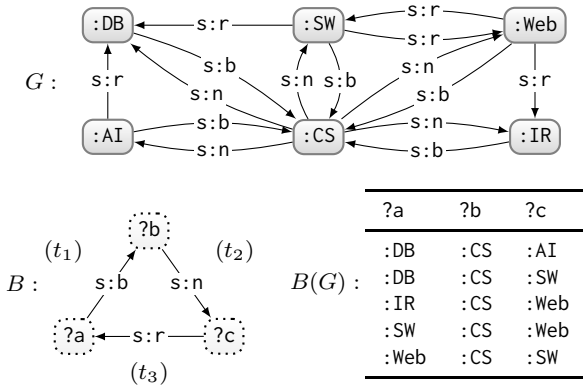 :DB s:r :SW s:r :Web
s:r
G :
s:r s:b s:n s:n s:b s:n s:b s:r
:AI s:b :CS s:n :IR
s:n s:b
?a ?b ?c
(t1) ?b (t2)
:DB :CS :AI
B : s:b s:n B(G) : :DB :CS :SW
:IR :CS :Web
?a s:r ?c :SW :CS :Web
(t3) :Web :CS :SW